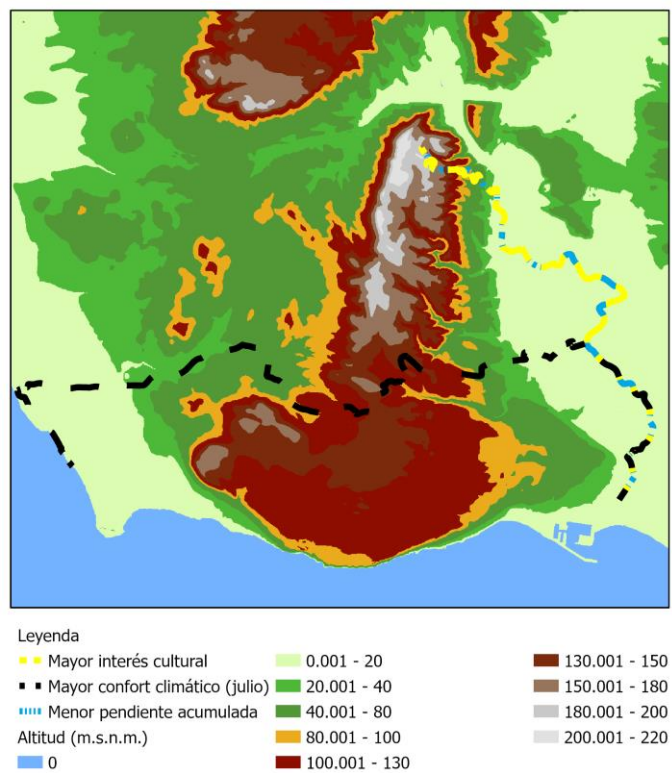 Leyenda
Mayor interés cultural
Mayor confort climático (julio)
Menor pendiente acumulada
Altitud (m.s.n.m.)
0
0.001 - 20
20.001 - 40
40.001 - 80
80.001 - 100
100.001 - 130
130.001 - 150
150.001 - 180
180.001 - 200
200.001 - 220